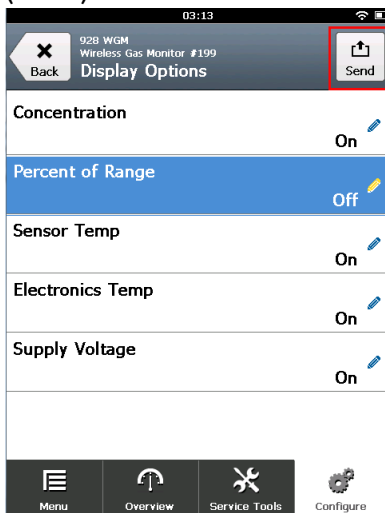 03:13
928 WGM
Wireless Gas Monitor #199
Back
Display Options
Send
Concentration
On
Percent of Range
Off
Sensor Temp
On
Electronics Temp
On
Supply Voltage
On
Menu
Overview
Service Tools
Configure